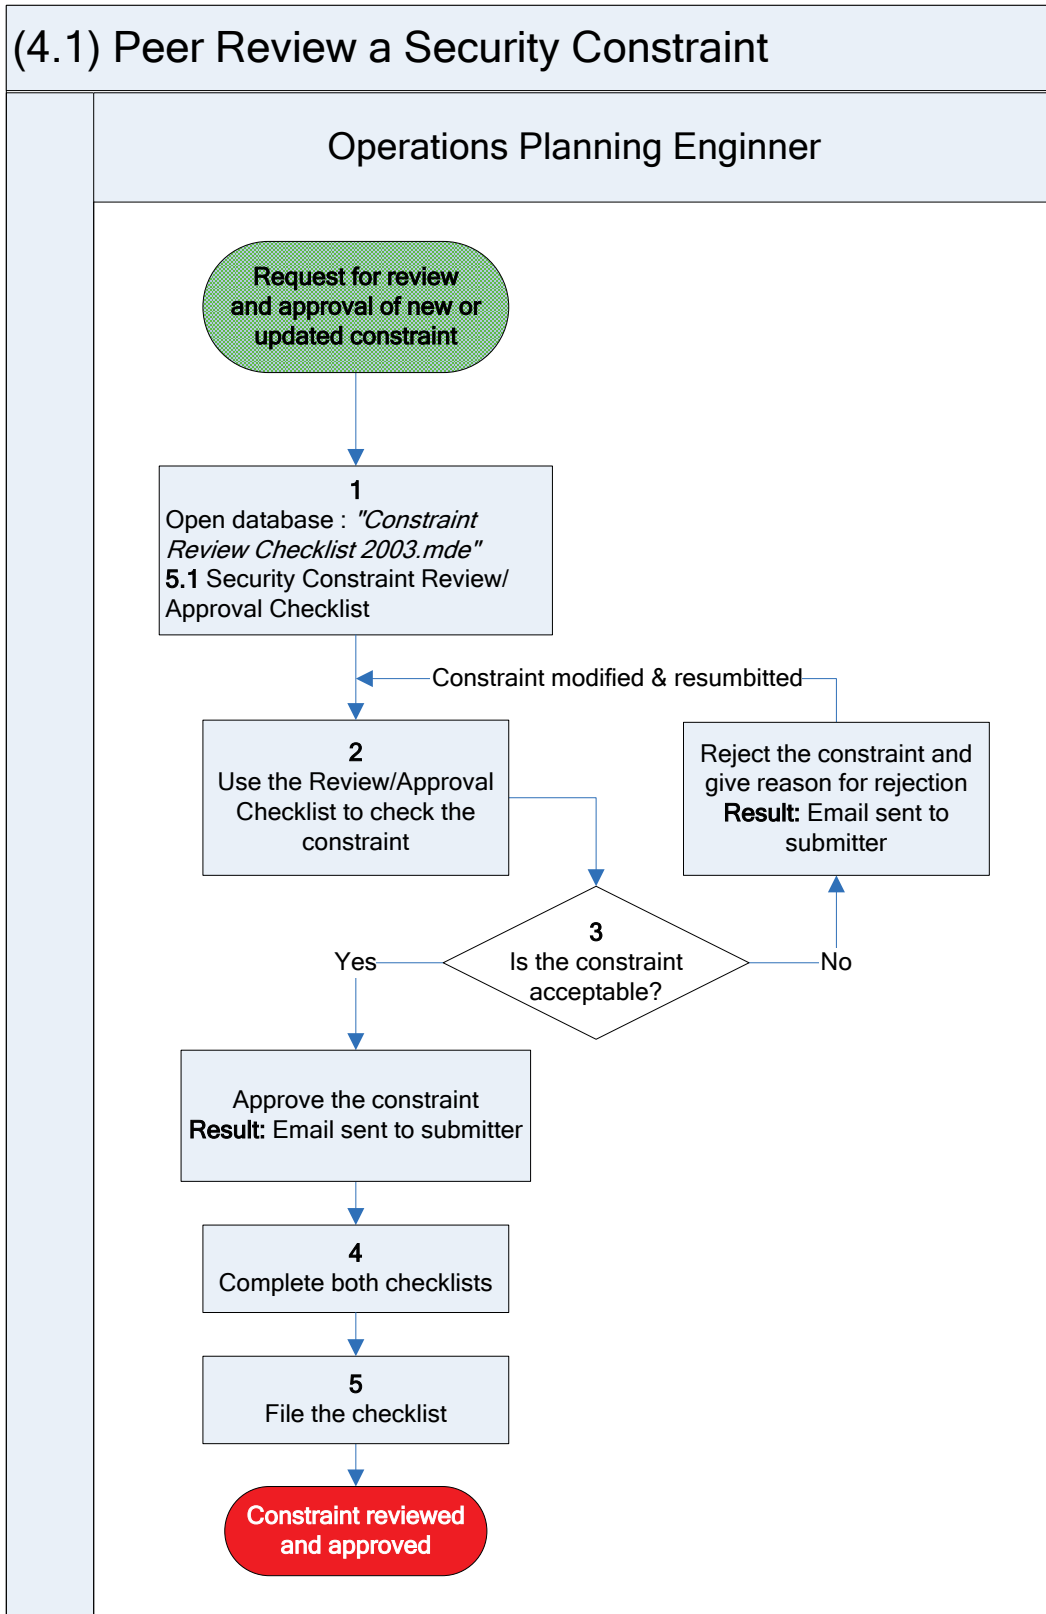 (4.1) Peer Review a Security Constraint
Operations Planning Enginner
Request for review
and approval of new or
updated constraint
1
Open database : "Constraint
Review Checklist 2003.mde"
5.1 Security Constraint Review/
Approval Checklist
Constraint modified & resumbitted
2
Use the Review/Approval
Checklist to check the
constraint
Reject the constraint and
give reason for rejection
Result: Email sent to
submitter
3
Is the constraint
acceptable?
Yes
No
Approve the constraint
Result: Email sent to submitter
4
Complete both checklists
5
File the checklist
Constraint reviewed
and approved